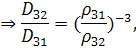 ⇒ D₃₂/D₃₁ = (ρ₃₁/ρ₃₂)⁻³,